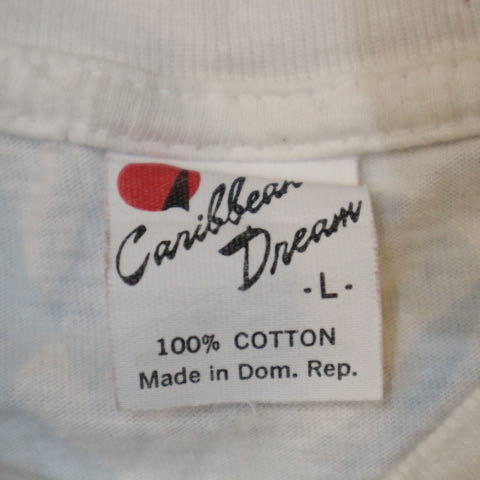 Caribbean
Dream
- L -
100% COTTON
Made in Dom. Rep.